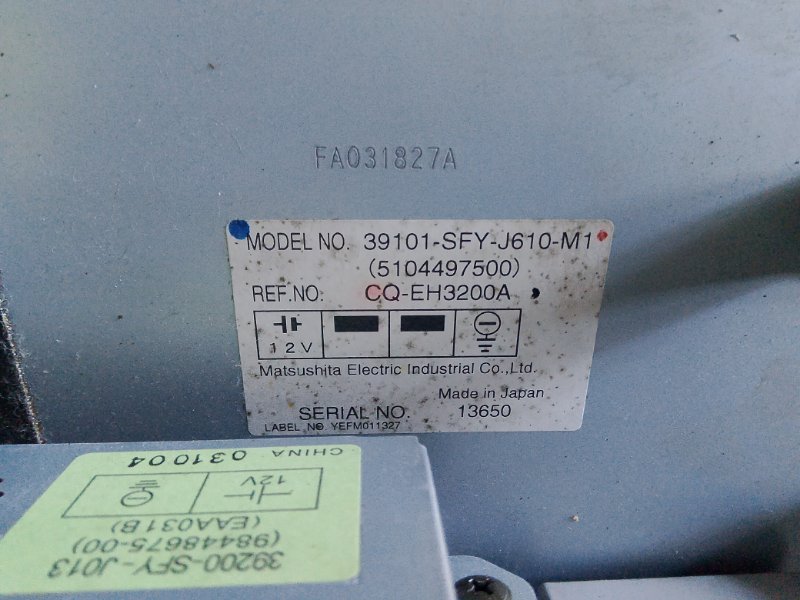 FA031827A
MODEL NO. 39101-SFY-J610-M1
(5104497500)
REF.NO: CQ-EH3200A
12V
Matsushita Electric Industrial Co.,Ltd.
Made in Japan
SERIAL NO. 13650
LABEL NO. YEFM011327
39200-SFY-J013
(98448675-00)
(EAA031B)
12V
CHINA 031004